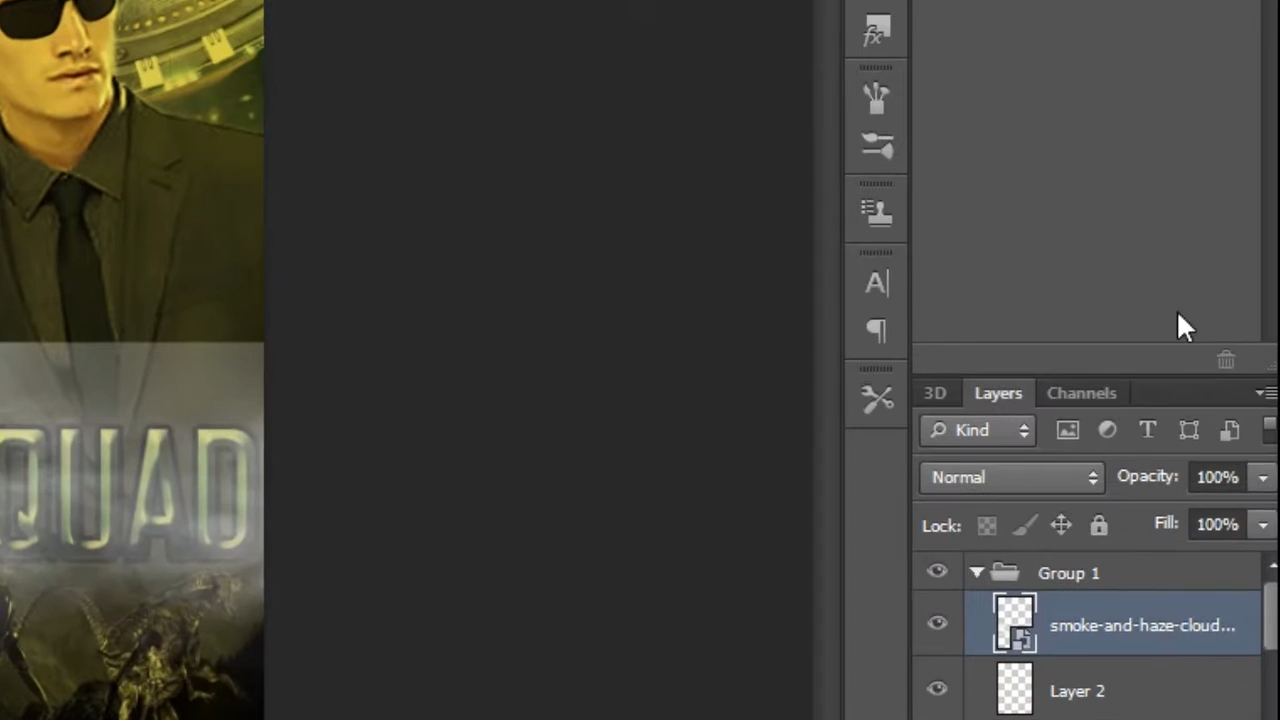 fx
A|
¶
3D Layers Channels
Kind T
Normal Opacity: 100%
Lock: Fill: 100%
Group 1
smoke-and-haze-cloud...
Layer 2
QUAD